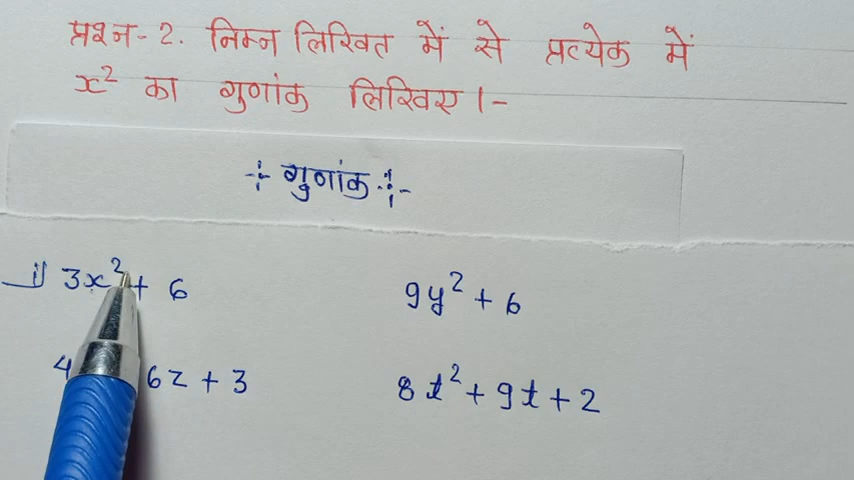 प्रश्न-2. निम्न लिखित में से प्रत्येक में
x² का गुणांक लिखिए।-
गुणांक
i) 3x² + 6
9y² + 6
4 6z + 3
8t² + 9t + 2